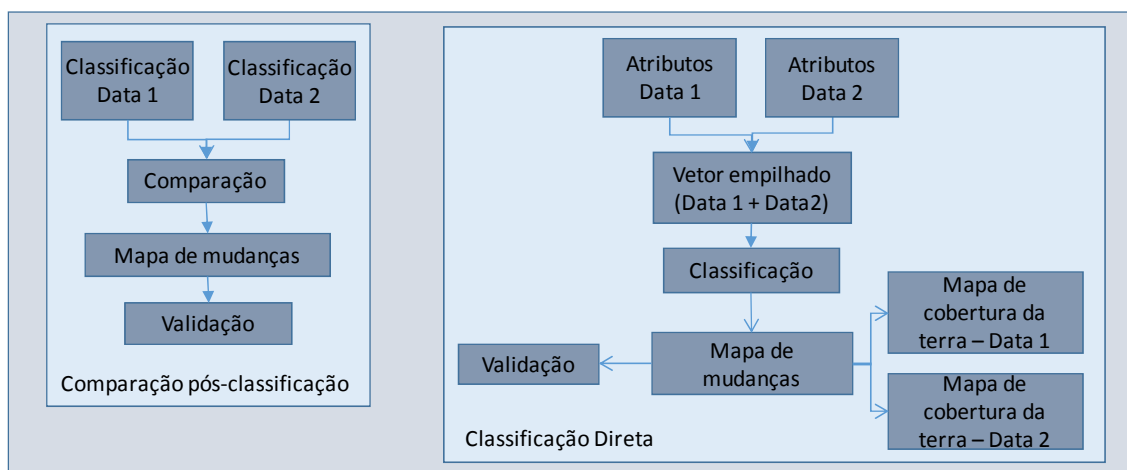 Classificação
Data 1
Classificação
Data 2
Comparação
Mapa de mudanças
Validação
Comparação pós-classificação
Atributos
Data 1
Atributos
Data 2
Vetor empilhado
(Data 1 + Data2)
Classificação
Mapa de
mudanças
Validação
Mapa de
cobertura da
terra – Data 1
Mapa de
cobertura da
terra – Data 2
Classificação Direta